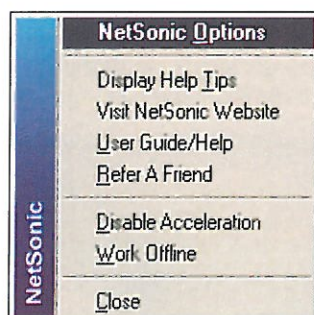 NetSonic Options
Display Help Tips
Visit NetSonic Website
User Guide/Help
Refer A Friend
Disable Acceleration
Work Offline
Close
NetSonic